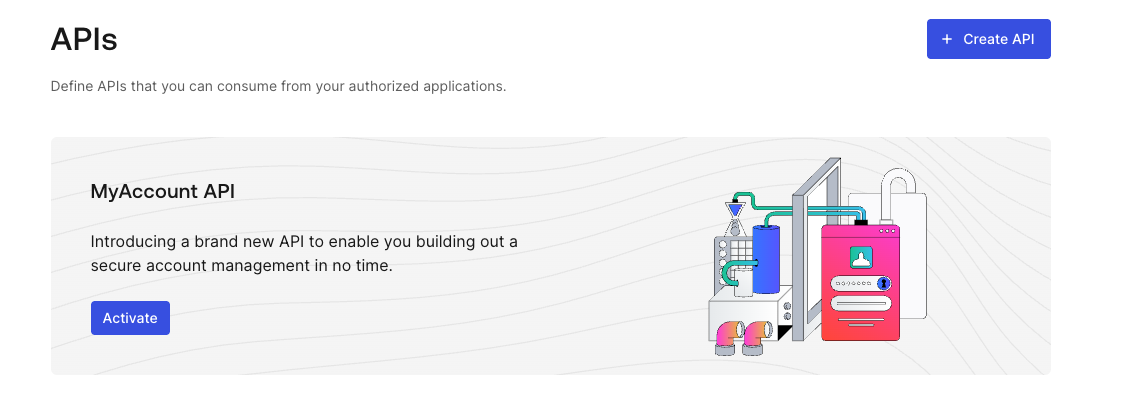 APIs
+ Create API
Define APIs that you can consume from your authorized applications.
MyAccount API
Introducing a brand new API to enable you building out a
secure account management in no time.
Activate